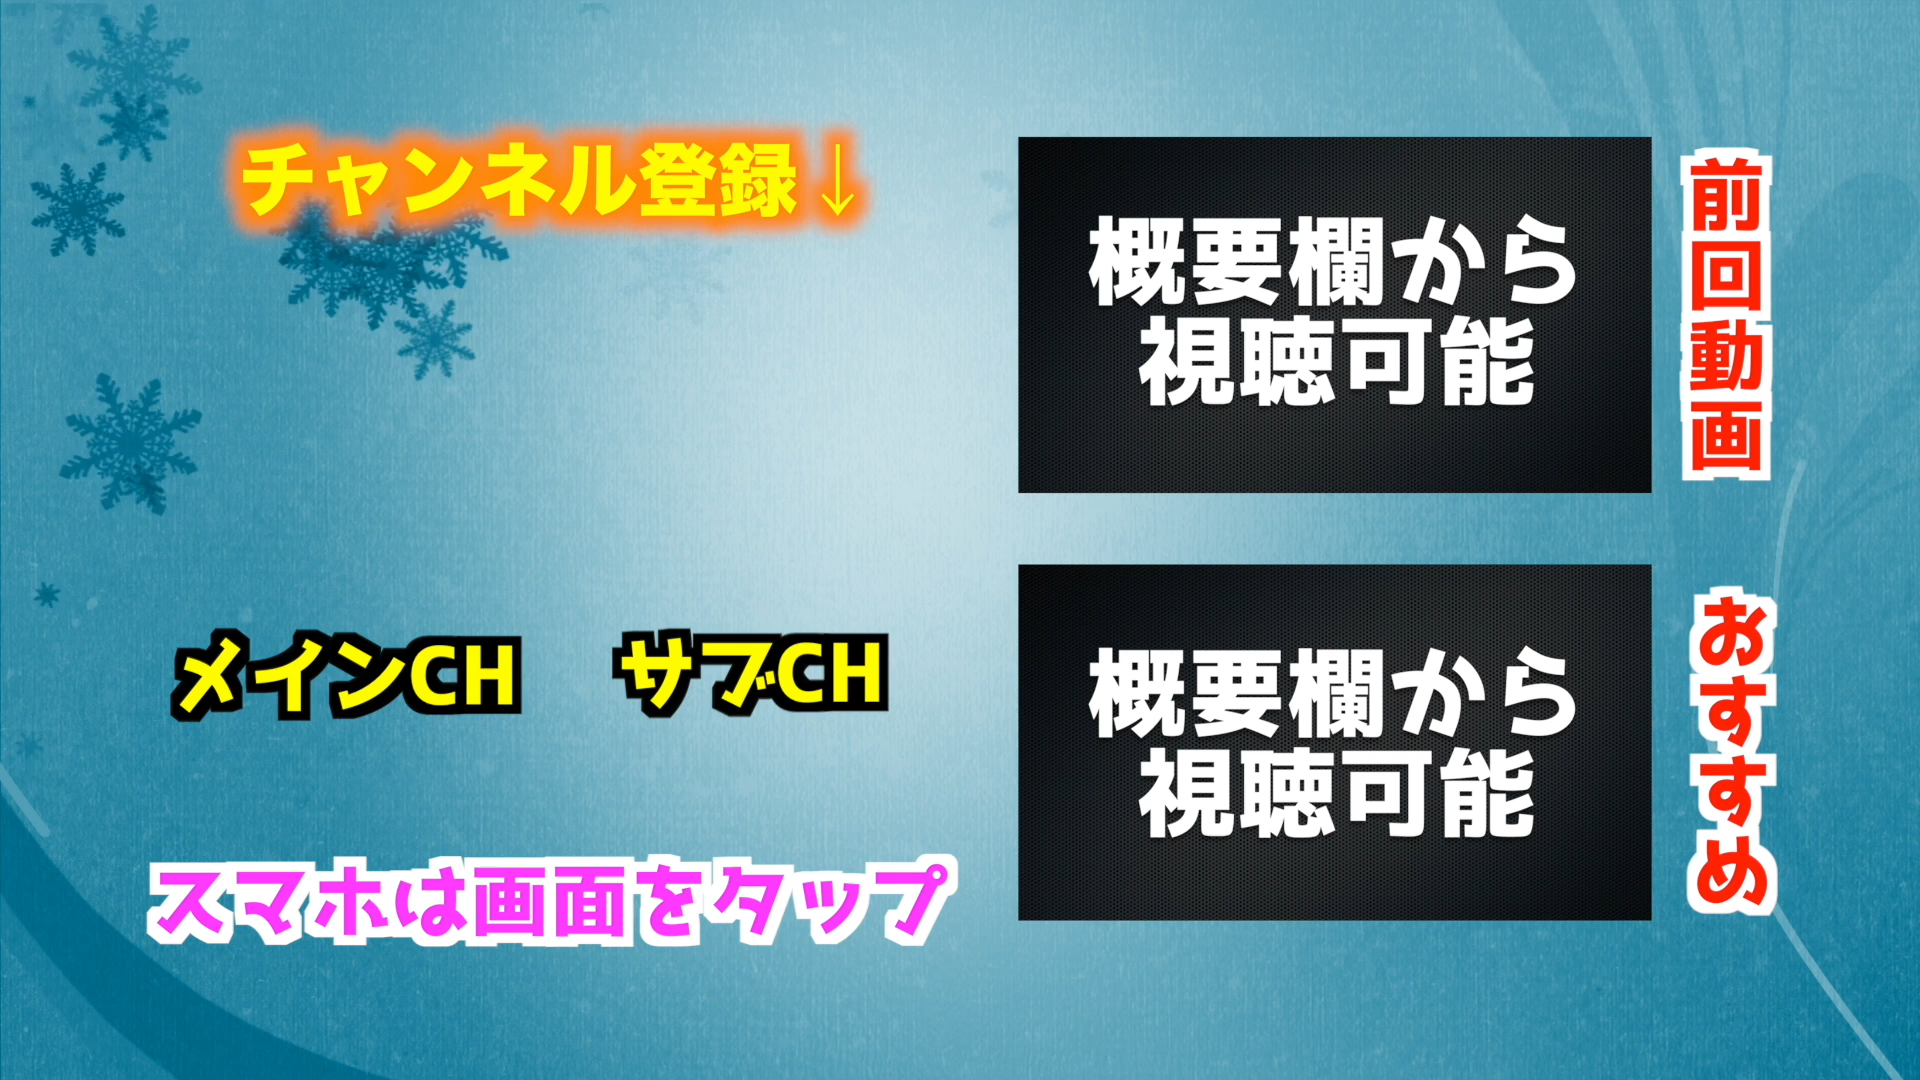 チャンネル登録↓
メインCH
サブCH
スマホは画面をタップ
概要欄から
視聴可能
前回動画
概要欄から
視聴可能
おすすめ